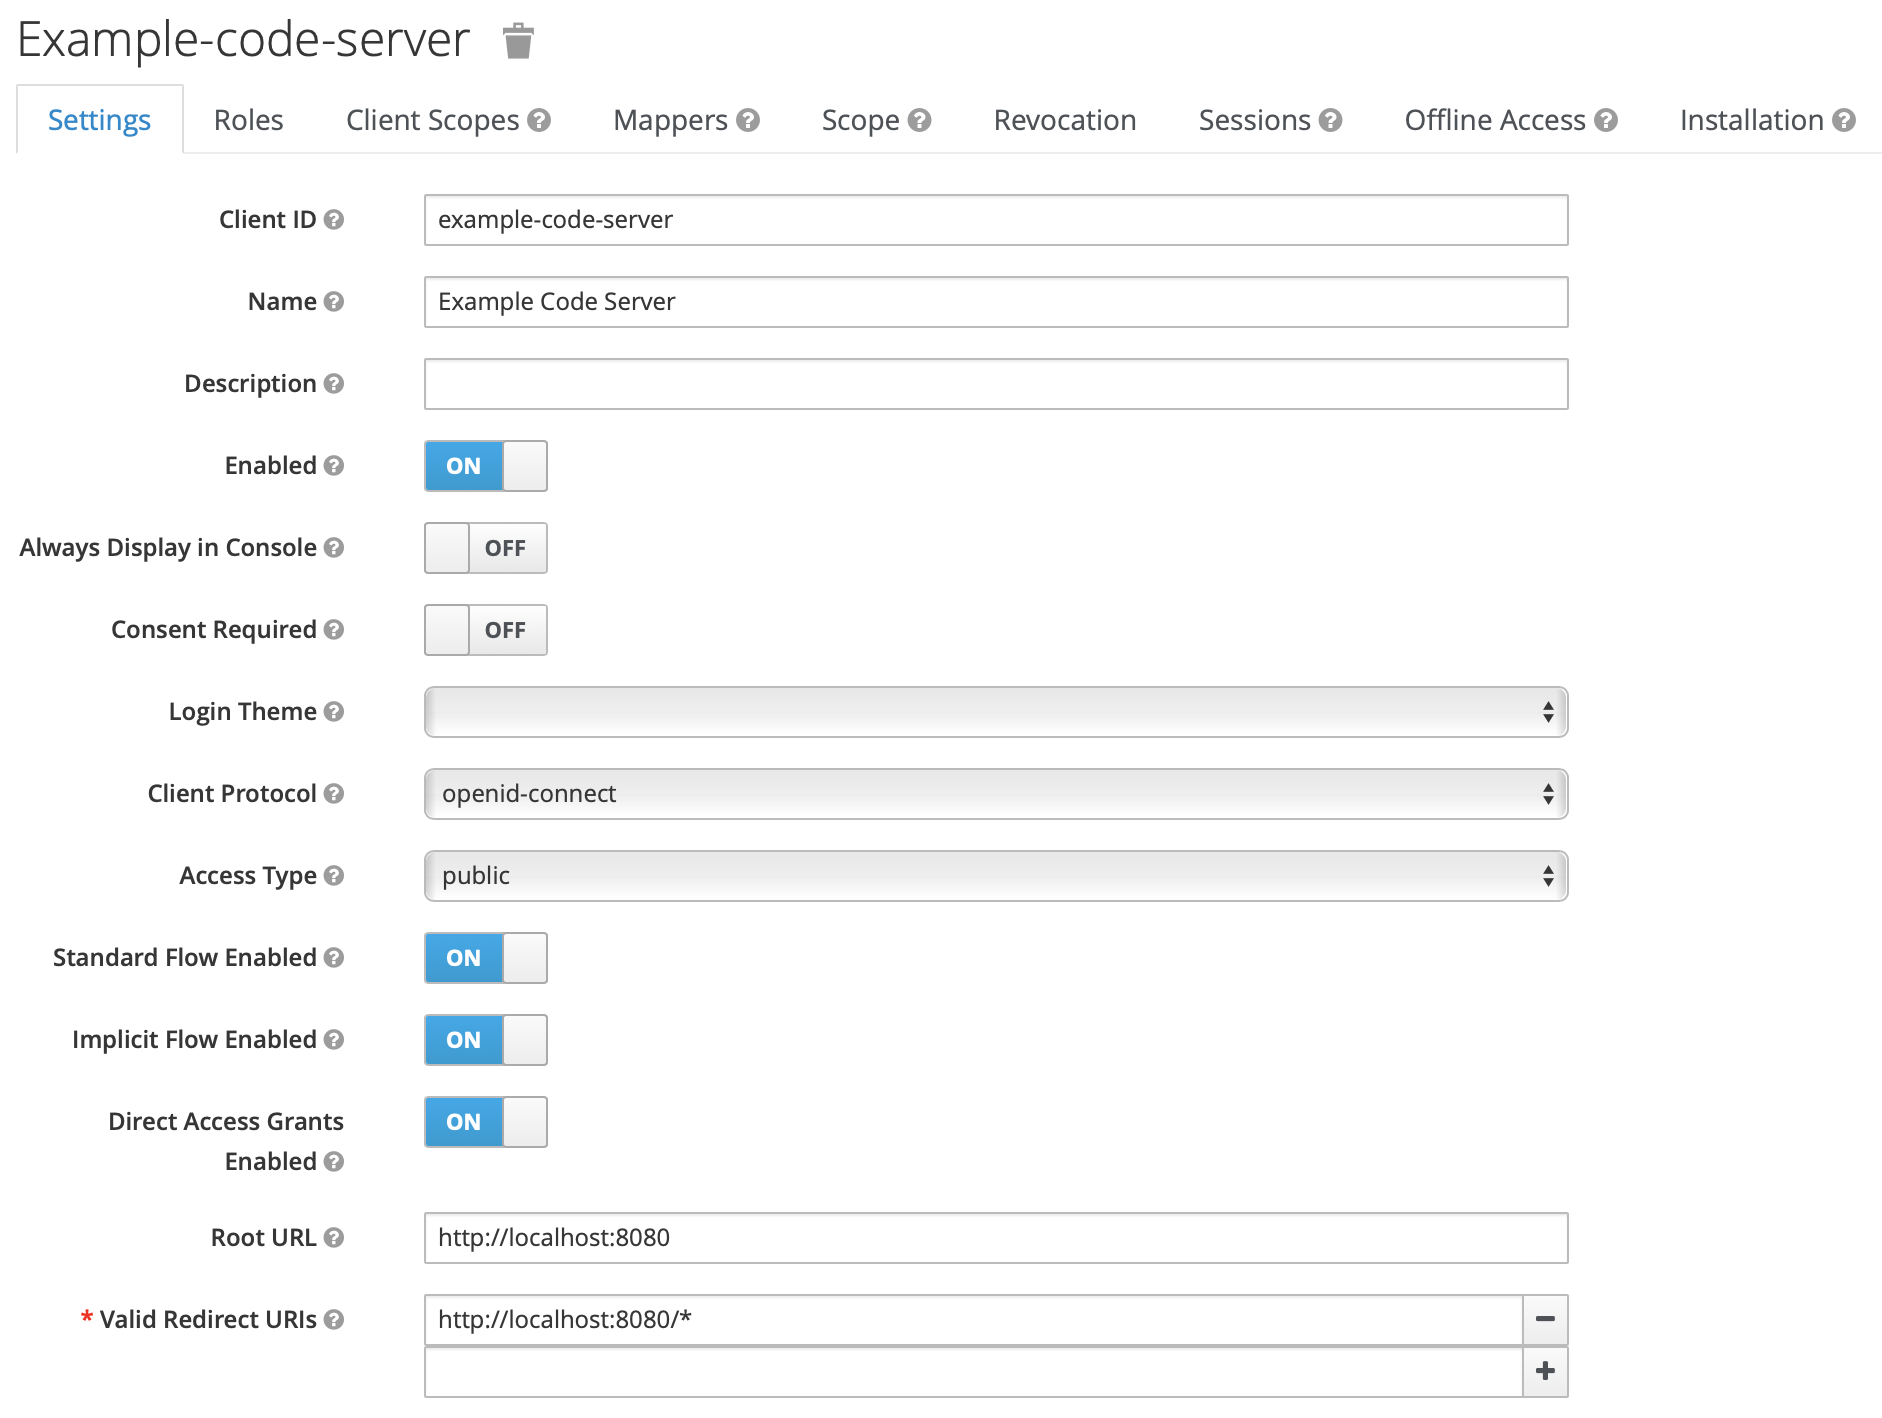 Example-code-server
Settings Roles Client Scopes Mappers Scope Revocation Sessions Offline Access Installation
Client ID example-code-server
Name Example Code Server
Description
Enabled ON
Always Display in Console OFF
Consent Required OFF
Login Theme
Client Protocol openid-connect
Access Type public
Standard Flow Enabled ON
Implicit Flow Enabled ON
Direct Access Grants ON
Enabled
Root URL http://localhost:8080
* Valid Redirect URIs http://localhost:8080/*